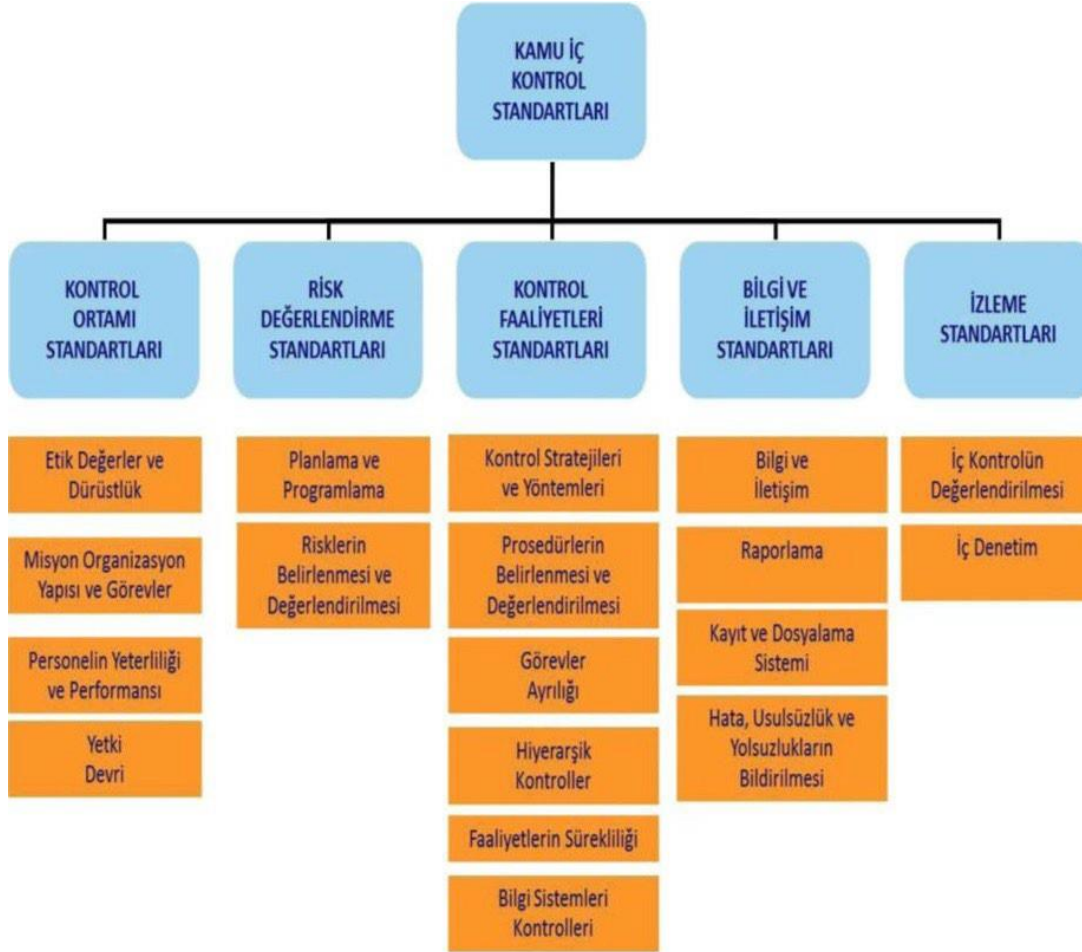 KAMU İÇ
KONTROL
STANDARTLARI
KONTROL
ORTAMI
STANDARTLARI
RİSK
DEĞERLENDİRME
STANDARTLARI
KONTROL
FAALİYETLERİ
STANDARTLARI
BİLGİ VE
İLETİŞİM
STANDARTLARI
İZLEME
STANDARTLARI
Etik Değerler ve
Dürüstlük
Misyon Organizasyon
Yapısı ve Görevler
Personelin Yeterliliği
ve Performansı
Yetki
Devri
Planlama ve
Programlama
Risklerin
Belirlenmesi ve
Değerlendirilmesi
Kontrol Stratejileri
ve Yöntemleri
Prosedürlerin
Belirlenmesi ve
Değerlendirilmesi
Görevler
Ayrılığı
Hiyerarşik
Kontroller
Faaliyetlerin Sürekliliği
Bilgi Sistemleri
Kontrolleri
Bilgi ve
İletişim
Raporlama
Kayıt ve Dosyalama
Sistemi
Hata, Usulsüzlük ve
Yolsuzlukların
Bildirilmesi
İç Kontrolün
Değerlendirilmesi
İç Denetim